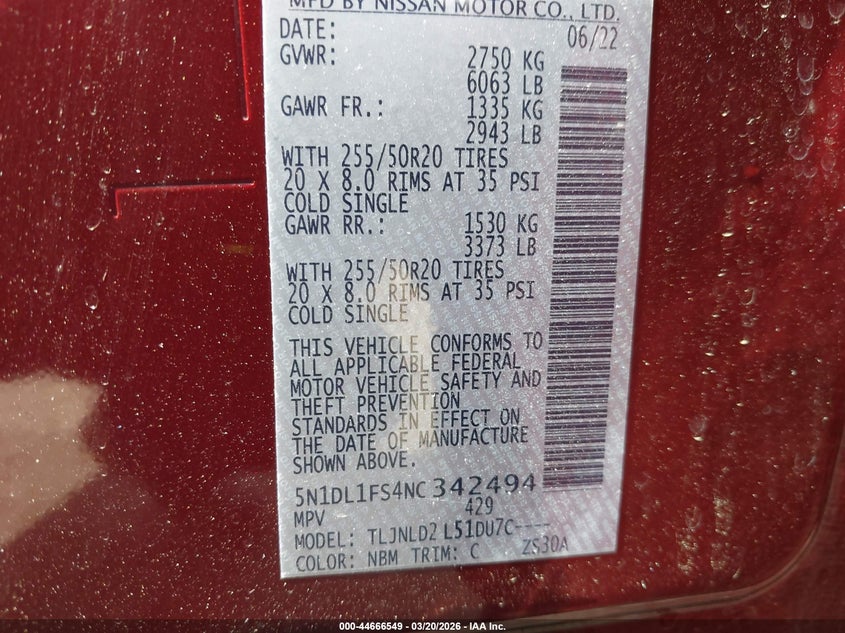 MFD BY NISSAN MOTOR CO., LTD.
DATE: 06/22
GVWR: 2750 KG
6063 LB
GAWR FR.: 1335 KG
2943 LB
WITH 255/50R20 TIRES
20 X 8.0 RIMS AT 35 PSI
COLD SINGLE
GAWR RR.: 1530 KG
3373 LB
WITH 255/50R20 TIRES
20 X 8.0 RIMS AT 35 PSI
COLD SINGLE
THIS VEHICLE CONFORMS TO
ALL APPLICABLE FEDERAL
MOTOR VEHICLE SAFETY AND
THEFT PREVENTION
STANDARDS IN EFFECT ON
THE DATE OF MANUFACTURE
SHOWN ABOVE.
5N1DL1FS4NC342494
MPV 429
MODEL: TLJNLD2 L51DU7C----
COLOR: NBM TRIM: C ZS30A
000-44666549 — 03/20/2026 — IAA Inc.